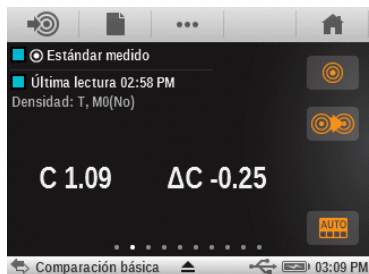 Estándar medido
Última lectura 02:58 PM
Densidad: T, M0(No)
C 1.09 ΔC -0.25
AUTO
Comparación básica 03:09 PM